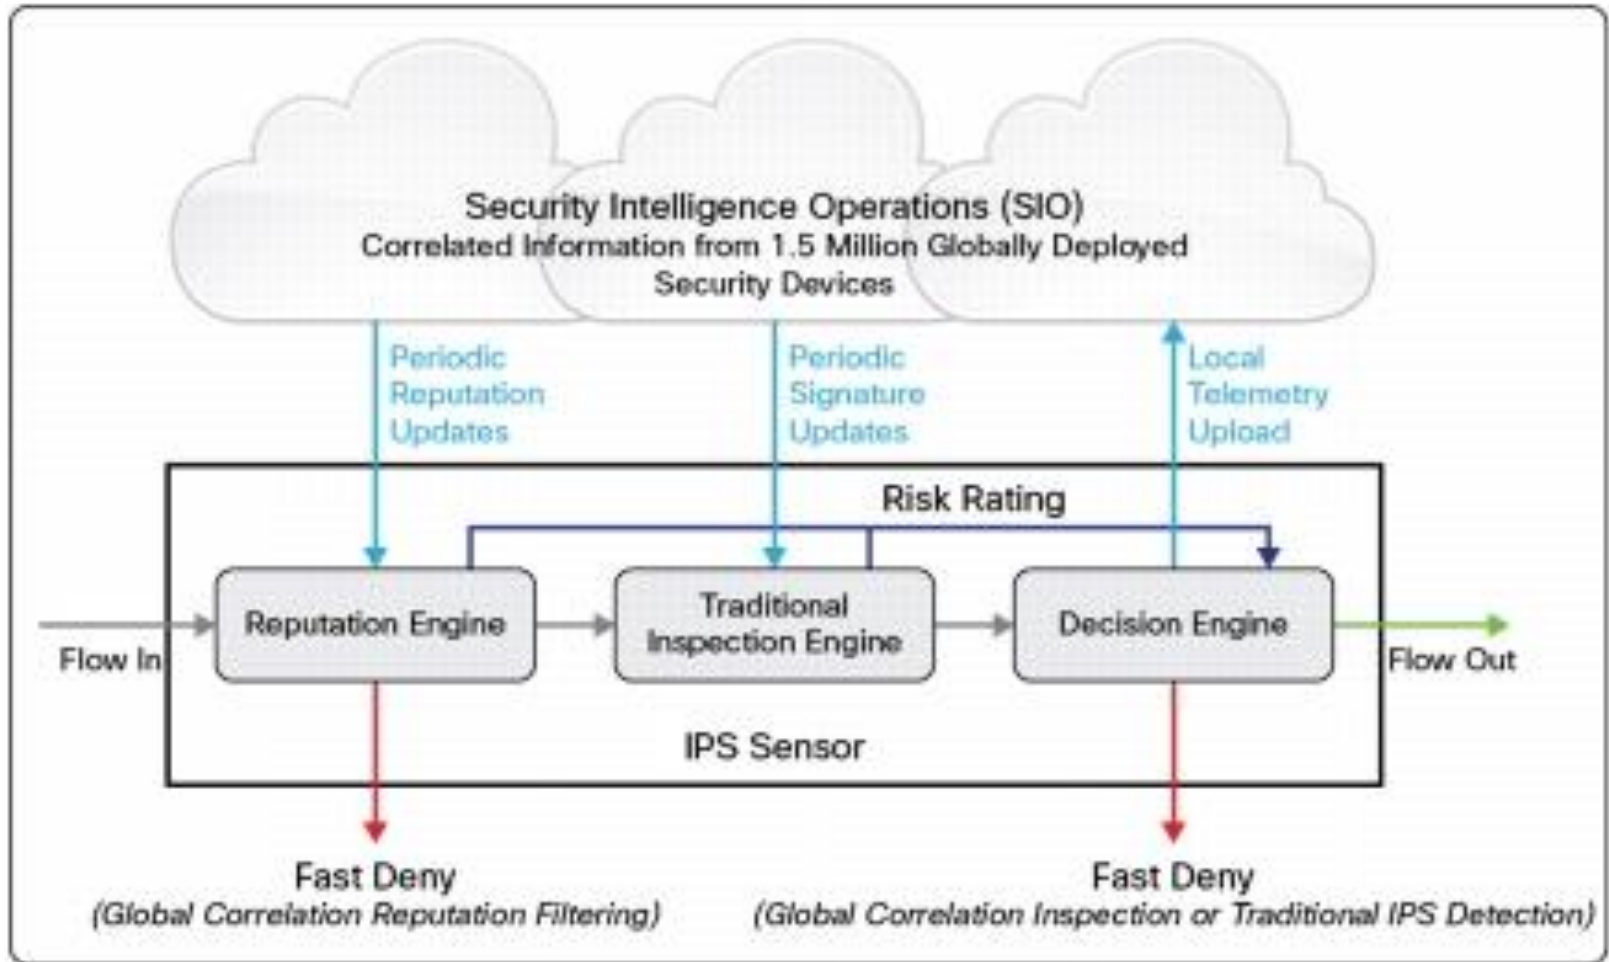 Security Intelligence Operations (SIO)
Correlated Information from 1.5 Million Globally Deployed
Security Devices
Periodic
Reputation
Updates
Periodic
Signature
Updates
Local
Telemetry
Upload
Risk Rating
Reputation Engine
Traditional
Inspection Engine
Decision Engine
Flow In
Flow Out
IPS Sensor
Fast Deny
(Global Correlation Reputation Filtering)
Fast Deny
(Global Correlation Inspection or Traditional IPS Detection)